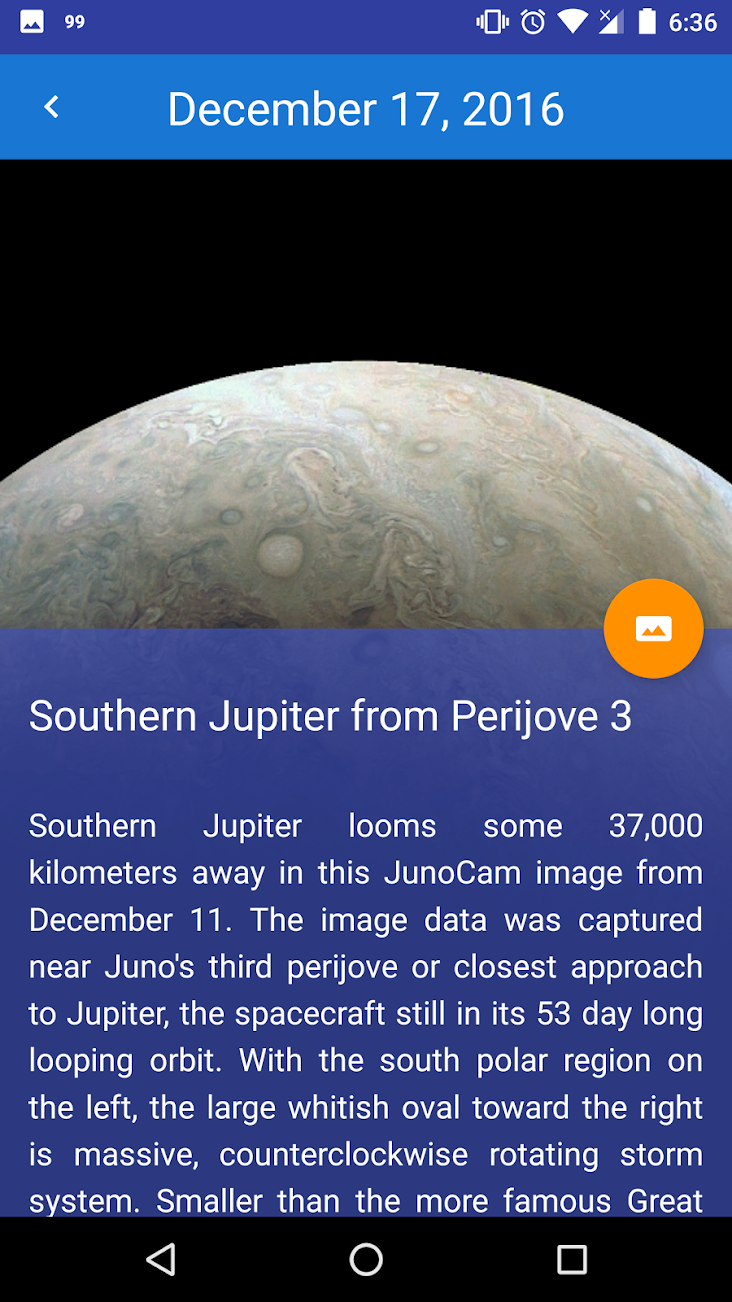 99
6:36
December 17, 2016
Southern Jupiter from Perijove 3
Southern Jupiter looms some 37,000
kilometers away in this JunoCam image from
December 11. The image data was captured
near Juno's third perijove or closest approach
to Jupiter, the spacecraft still in its 53 day long
looping orbit. With the south polar region on
the left, the large whitish oval toward the right
is massive, counterclockwise rotating storm
system. Smaller than the more famous Great